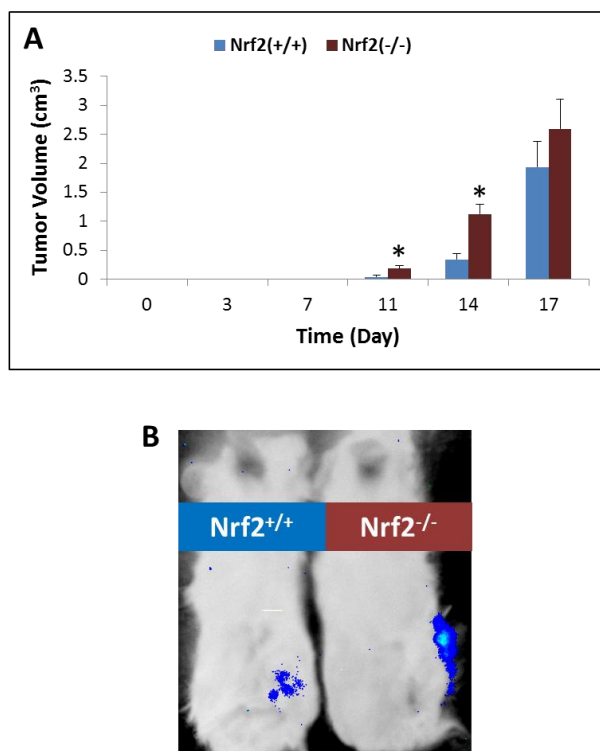 A
Nrf2(+/+) Nrf2(-/-)
Tumor Volume (cm³)
3.5
3
2.5
2
1.5
1
0.5
0
*
*
0 3 7 11 14 17
Time (Day)
B
Nrf2⁺/⁺ Nrf2⁻/⁻